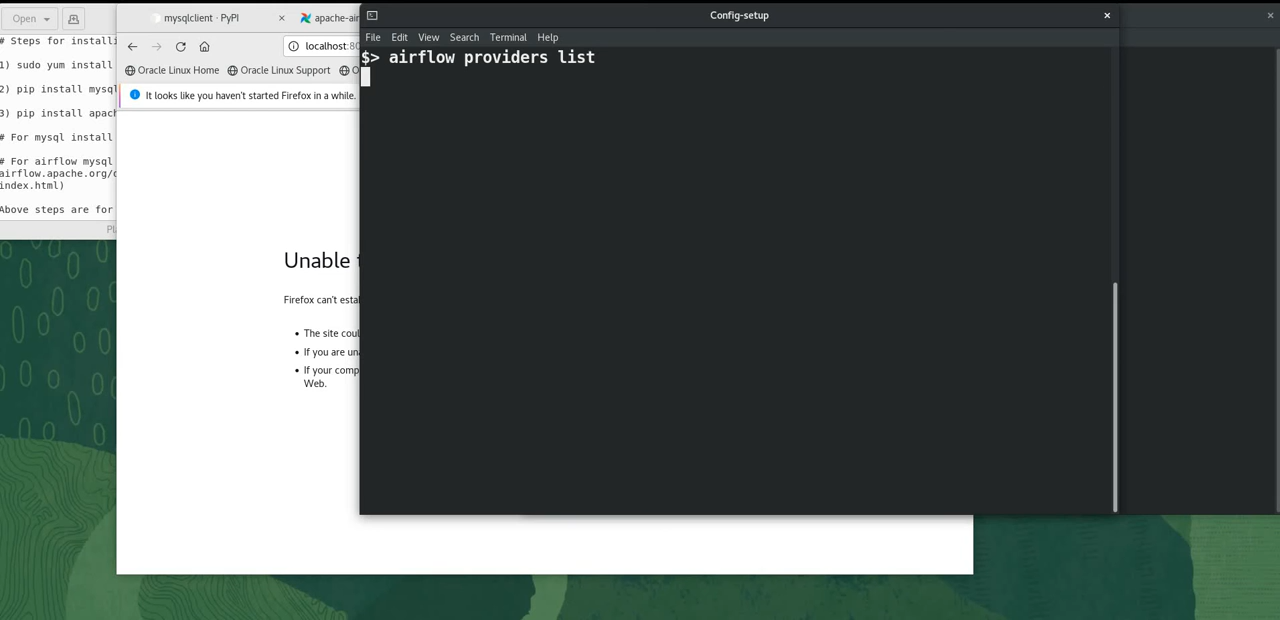 Open
# Steps for installi
1) sudo yum install
2) pip install mysql
3) pip install apach
# For mysql install
# For airflow mysql
airflow.apache.org/d
index.html)
Above steps are for
mysqlclient · PyPI
apache-air
localhost:80
Oracle Linux Home
Oracle Linux Support
It looks like you haven't started Firefox in a while.
Unable t
Firefox can't estab
The site coul
If you are una
If your comp
Web.
Config-setup
File Edit View Search Terminal Help
$> airflow providers list